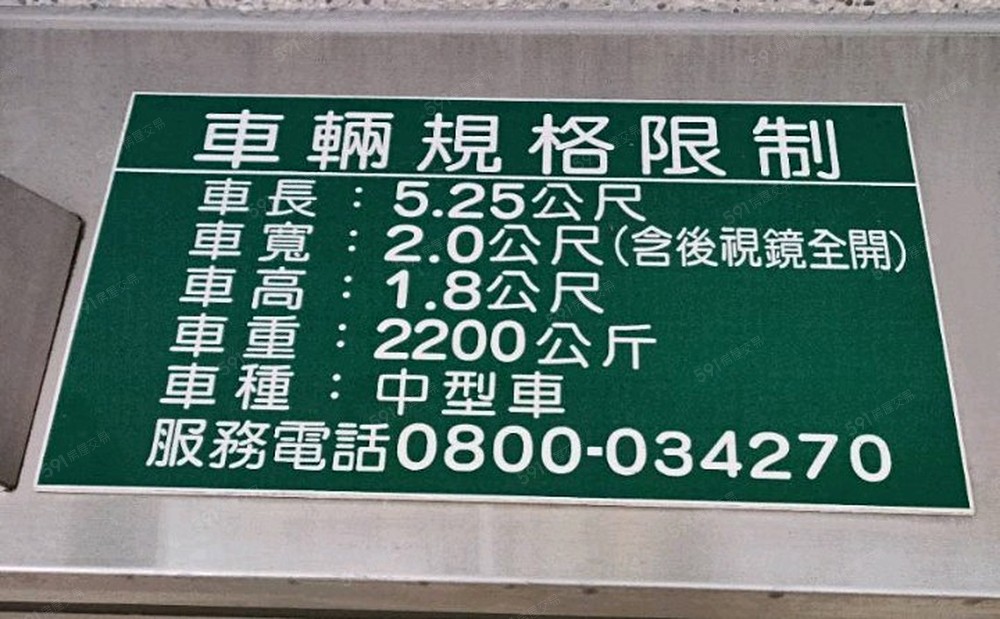 車輛規格限制
車長：5.25公尺
車寬：2.0公尺(含後視鏡全開)
車高：1.8公尺
車重：2200公斤
車種：中型車
服務電話0800-034270